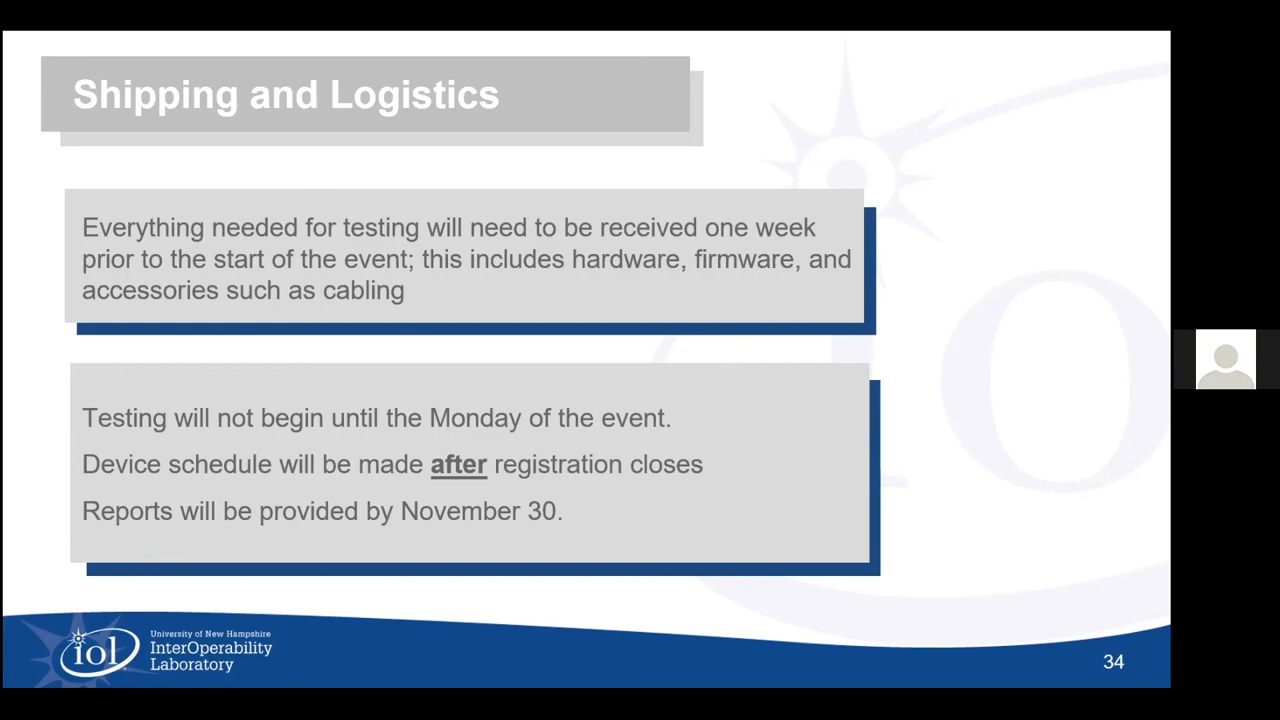 Shipping and Logistics
Everything needed for testing will need to be received one week
prior to the start of the event; this includes hardware, firmware, and
accessories such as cabling
Testing will not begin until the Monday of the event.
Device schedule will be made after registration closes
Reports will be provided by November 30.
iol
University of New Hampshire
InterOperability
Laboratory
34